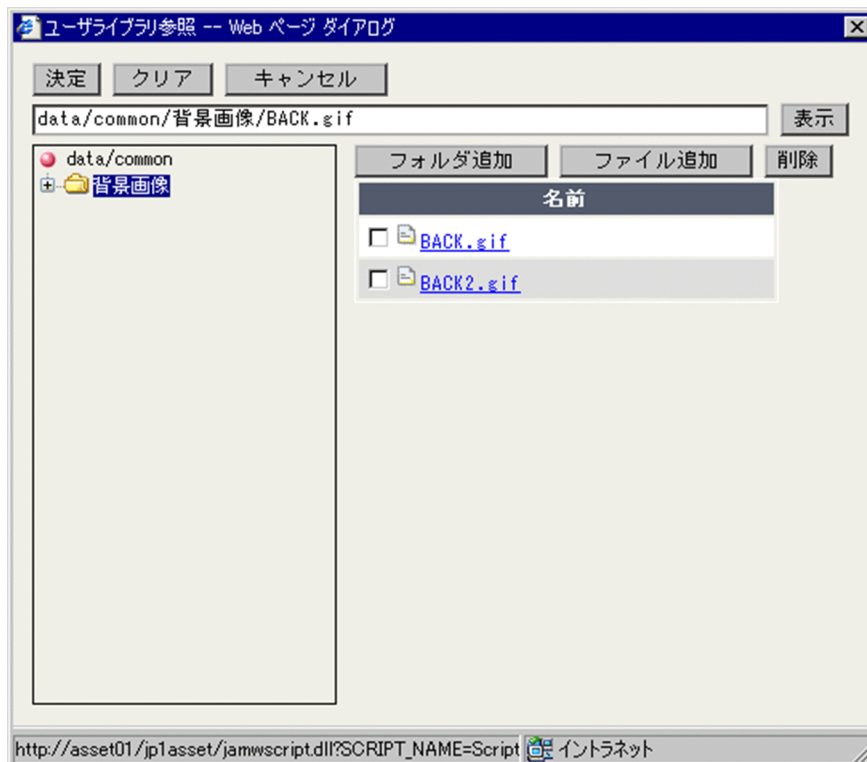 ユーザライブラリ参照 -- Web ページ ダイアログ
決定 クリア キャンセル
data/common/背景画像/BACK.gif 表示
data/common
背景画像
フォルダ追加 ファイル追加 削除
名前
BACK.gif
BACK2.gif
http://asset01/jp1asset/jamwscript.dll?SCRIPT_NAME=Script イントラネット